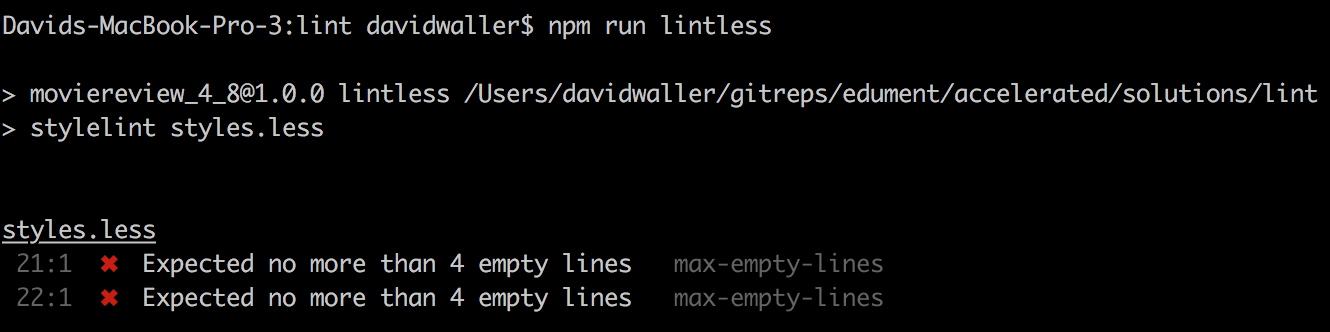 Davids-MacBook-Pro-3:lint davidwaller$ npm run lintless
> moviereview_4_8@1.0.0 lintless /Users/davidwaller/gitreps/edument/accelerated/solutions/lint
> stylelint styles.less
styles.less
21:1 ✖ Expected no more than 4 empty lines max-empty-lines
22:1 ✖ Expected no more than 4 empty lines max-empty-lines